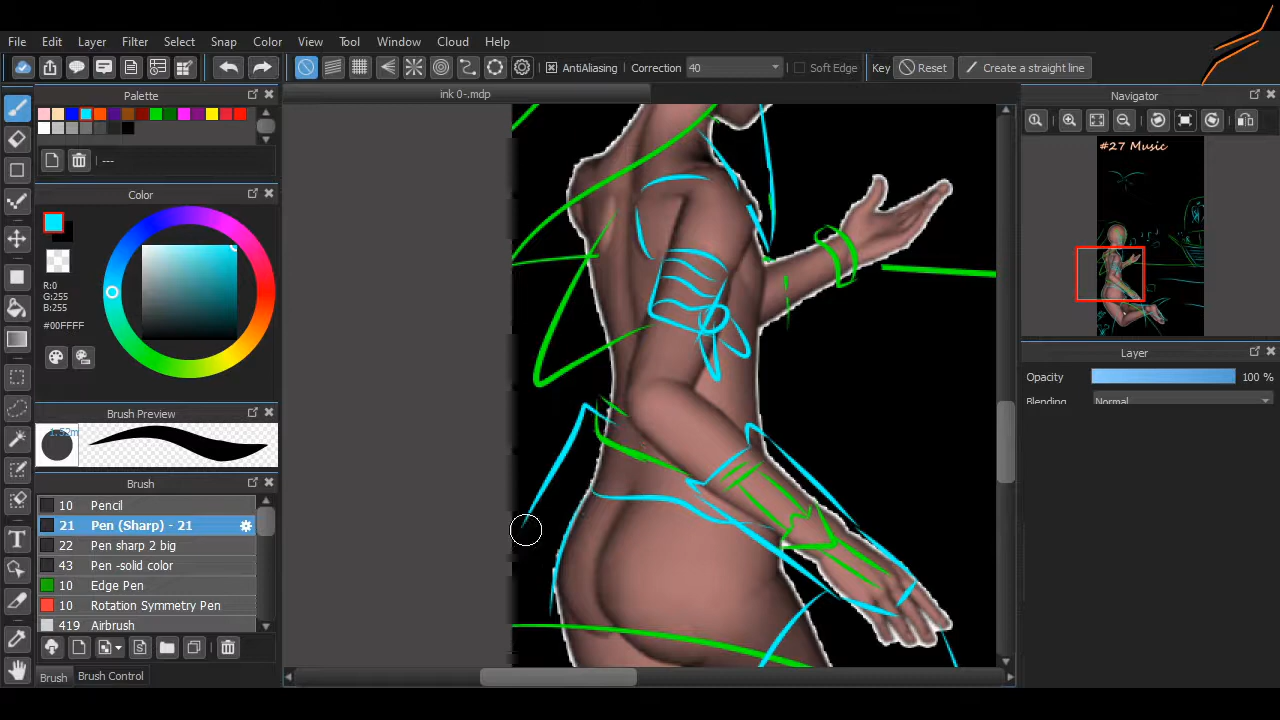 File Edit Layer Filter Select Snap Color View Tool Window Cloud Help
AntiAliasing Correction 40 Soft Edge Key Reset Create a straight line
Palette
ink 0-.mdp
Navigator
---
#27 Music
Color
R:0
G:255
B:255
#00FFFF
Layer
Opacity 100 %
Blending Normal
Brush Preview
Brush
10 Pencil
21 Pen (Sharp) - 21
22 Pen sharp 2 big
43 Pen -solid color
10 Edge Pen
10 Rotation Symmetry Pen
419 Airbrush
T
Brush Brush Control